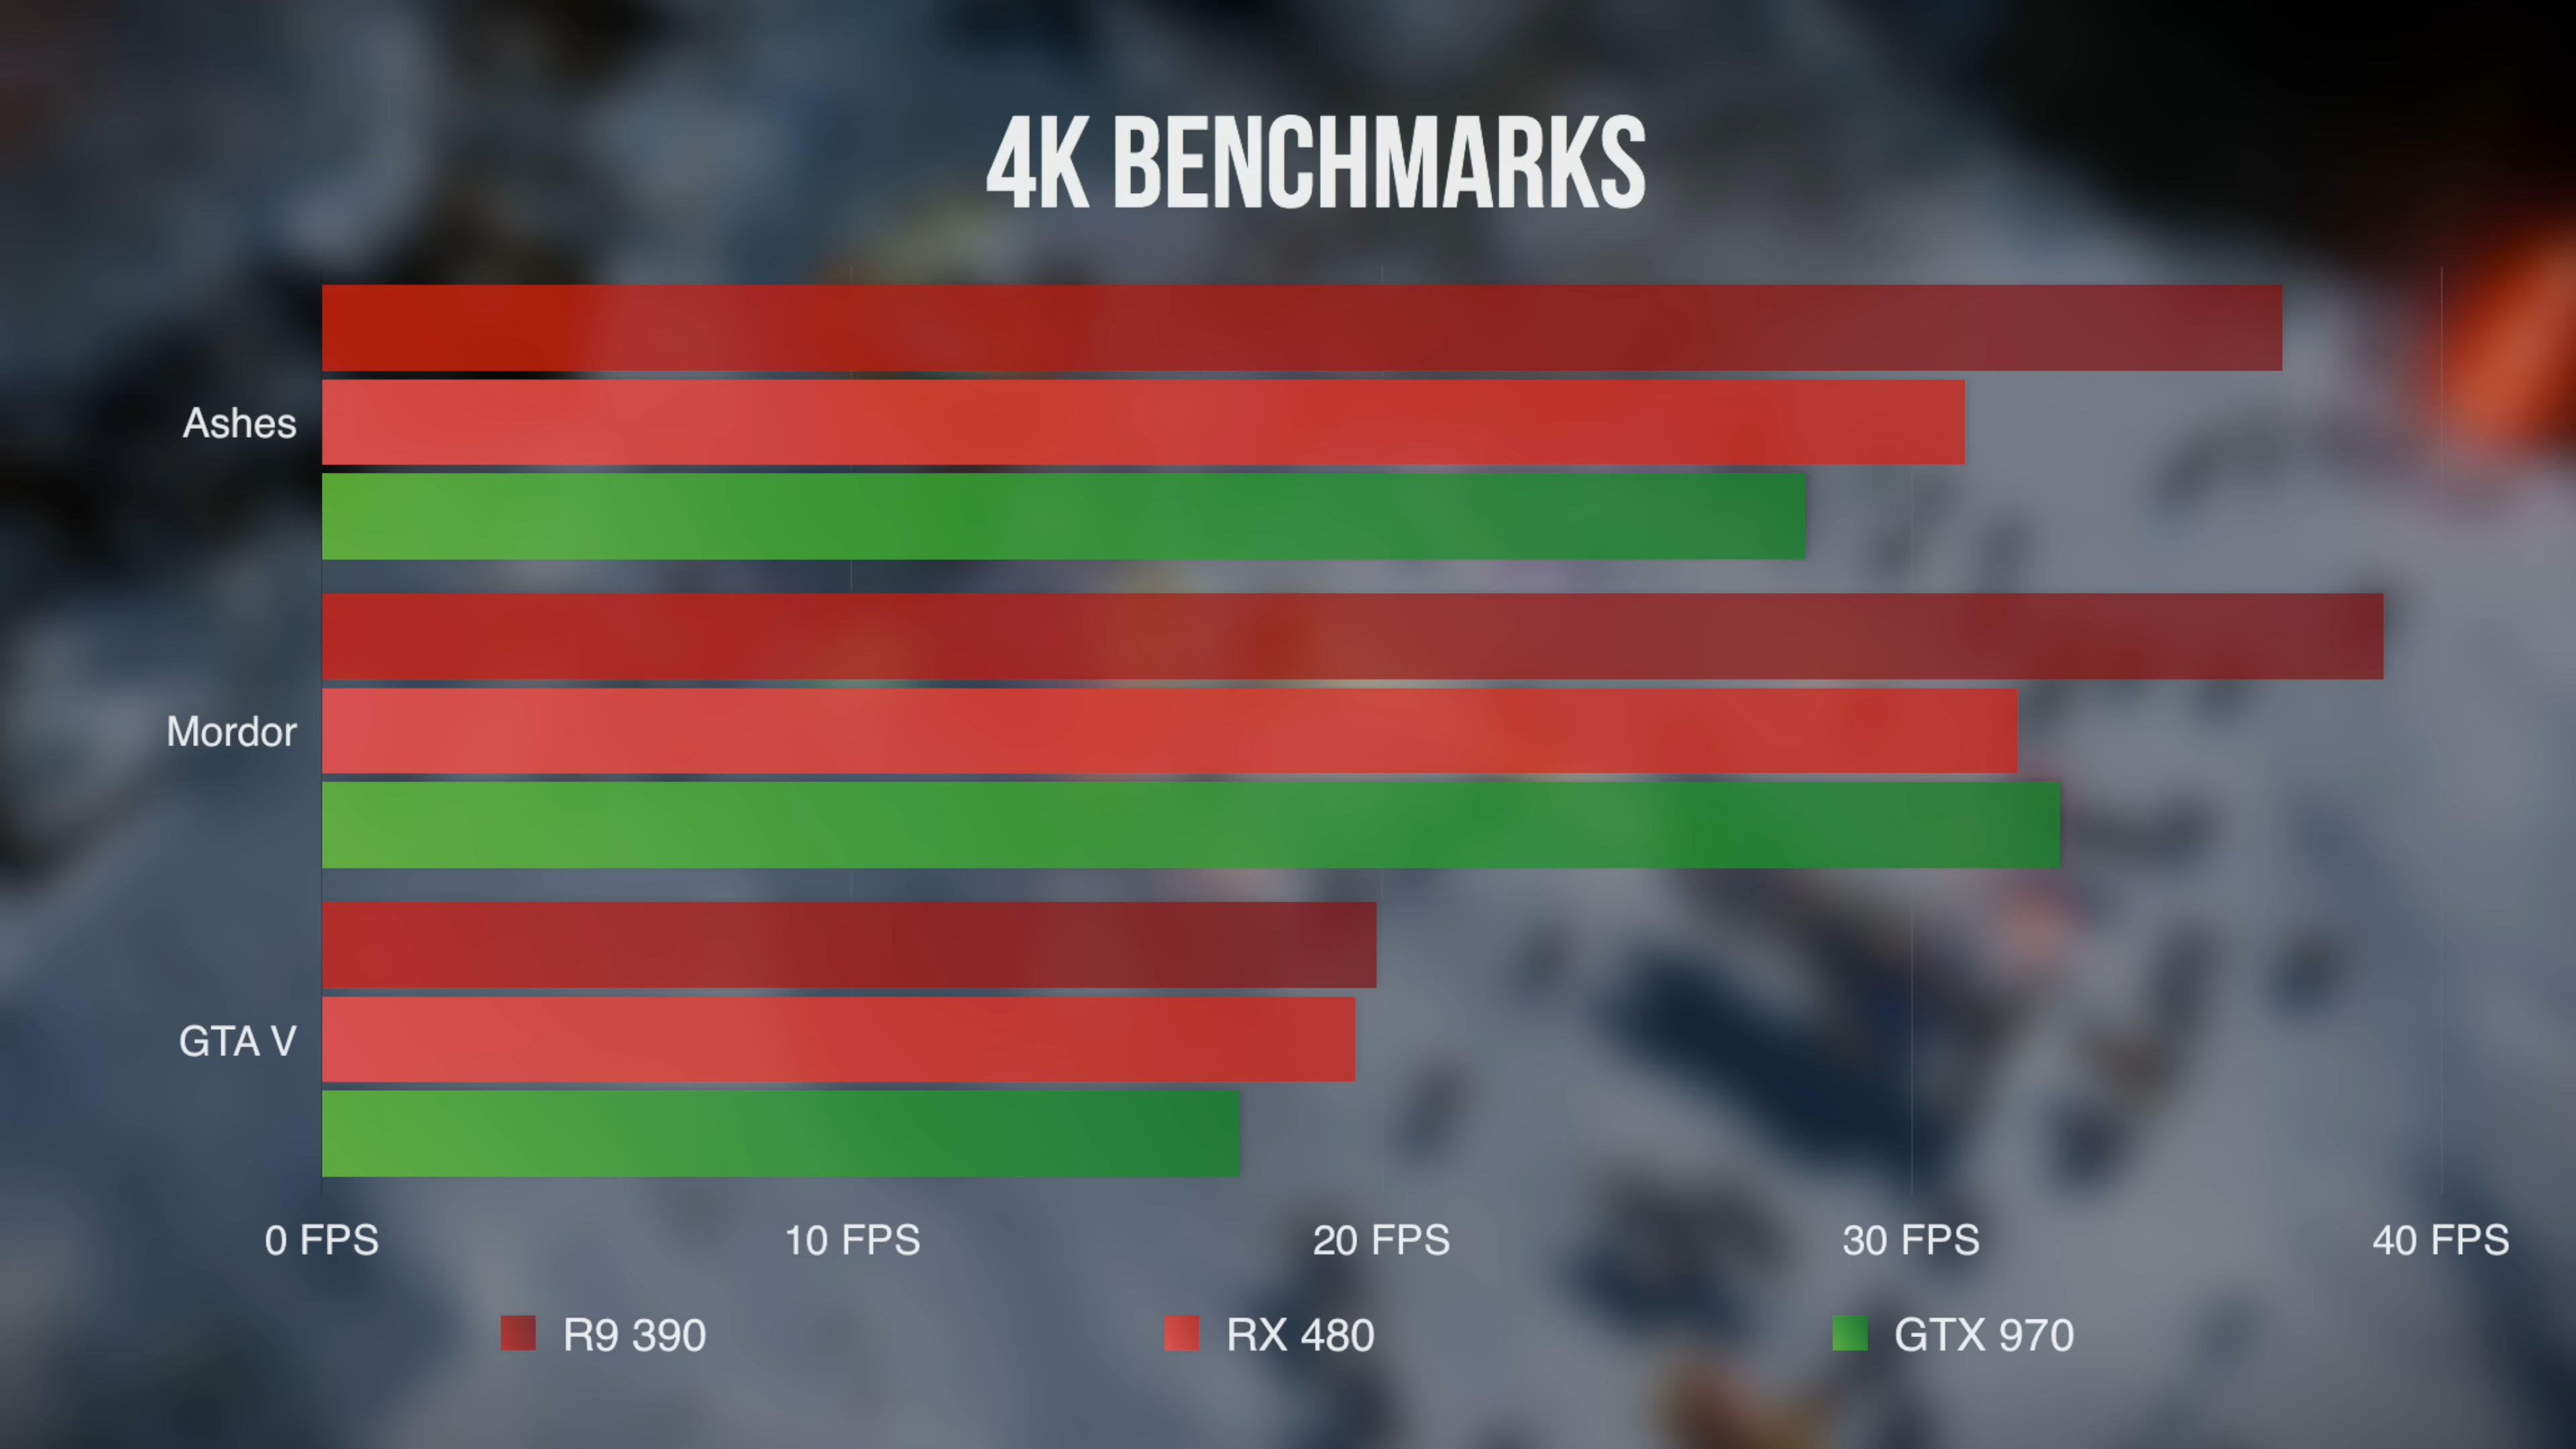 4K BENCHMARKS
Ashes
Mordor
GTA V
0 FPS 10 FPS 20 FPS 30 FPS 40 FPS
R9 390 RX 480 GTX 970